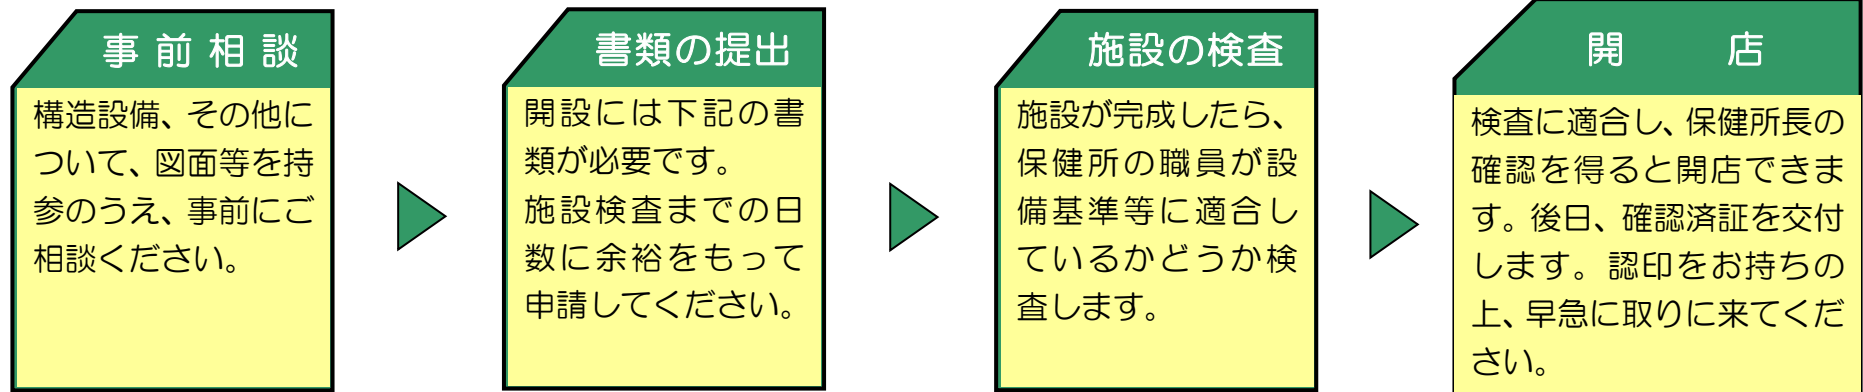 事前相談
構造設備、その他に
ついて、図面等を持
参のうえ、事前にご
相談ください。
書類の提出
開設には下記の書
類が必要です。
施設検査までの日
数に余裕をもって
申請してください。
施設の検査
施設が完成したら、
保健所の職員が設
備基準等に適合し
ているかどうか検
査します。
開店
検査に適合し、保健所長の
確認を得ると開店できま
す。後日、確認済証を交付
します。認印をお持ちの
上、早急に取りに来てくだ
さい。